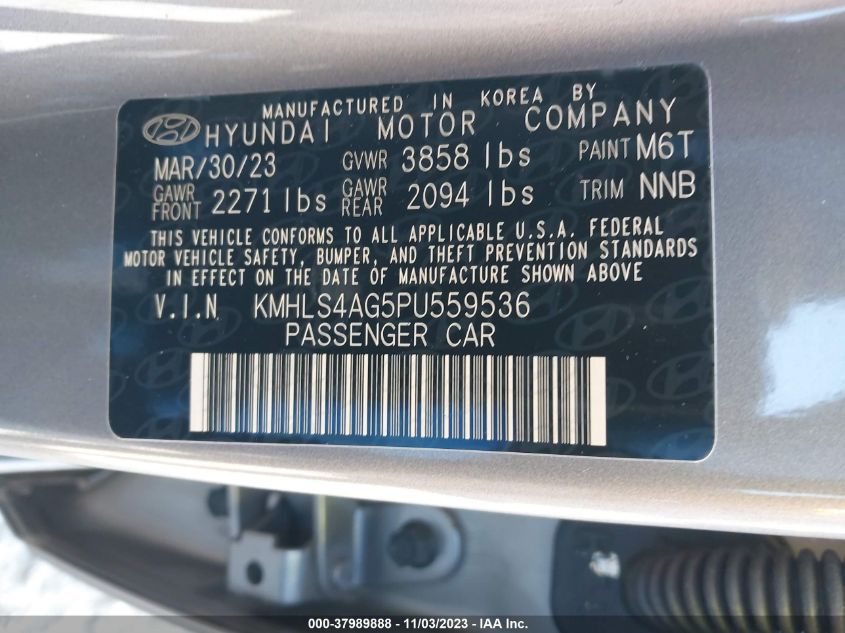 MANUFACTURED IN KOREA BY
HYUNDAI MOTOR COMPANY
MAR/30/23 GVWR 3858 lbs PAINT M6T
GAWR FRONT 2271 lbs GAWR REAR 2094 lbs TRIM NNB
THIS VEHICLE CONFORMS TO ALL APPLICABLE U.S.A. FEDERAL
MOTOR VEHICLE SAFETY, BUMPER, AND THEFT PREVENTION STANDARDS
IN EFFECT ON THE DATE OF MANUFACTURE SHOWN ABOVE
V.I.N KMHLS4AG5PU559536
PASSENGER CAR
000-37989888 - 11/03/2023 - IAA Inc.